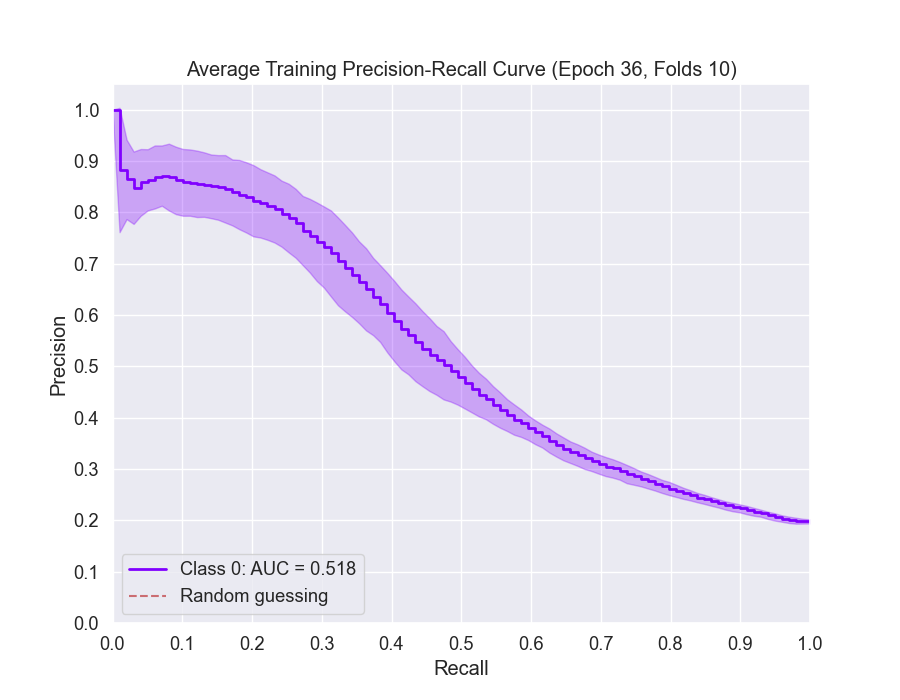 Average Training Precision-Recall Curve (Epoch 36, Folds 10)
1.0
0.9
0.8
0.7
0.6
0.5
0.4
0.3
0.2
0.1
0.0
Precision
Class 0: AUC = 0.518
Random guessing
0.0 0.1 0.2 0.3 0.4 0.5 0.6 0.7 0.8 0.9 1.0
Recall